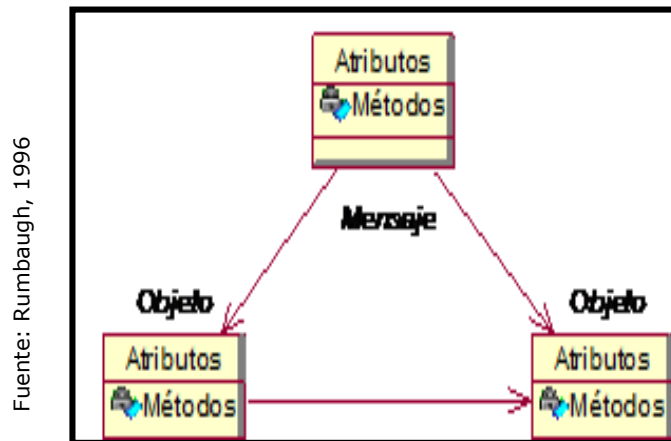 Fuente: Rumbaugh, 1996
Atributos
Métodos
Mensaje
Objeto
Objeto
Atributos
Atributos
Métodos
Métodos